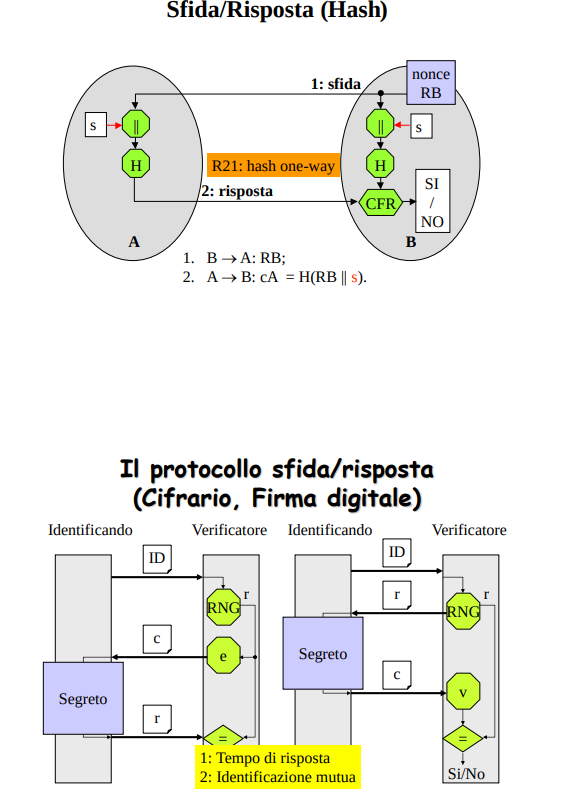 Sfida/Risposta (Hash)
nonce
RB
1: sfida
s
||
||
s
H
R21: hash one-way
H
2: risposta
CFR
SI
/
NO
A
B
1. B → A: RB;
2. A → B: cA = H(RB || s).
Il protocollo sfida/risposta
(Cifrario, Firma digitale)
Identificando
Verificatore
Identificando
Verificatore
ID
RNG
r
c
e
Segreto
r
=
ID
r
RNG
r
Segreto
c
v
=
Si/No
1: Tempo di risposta
2: Identificazione mutua